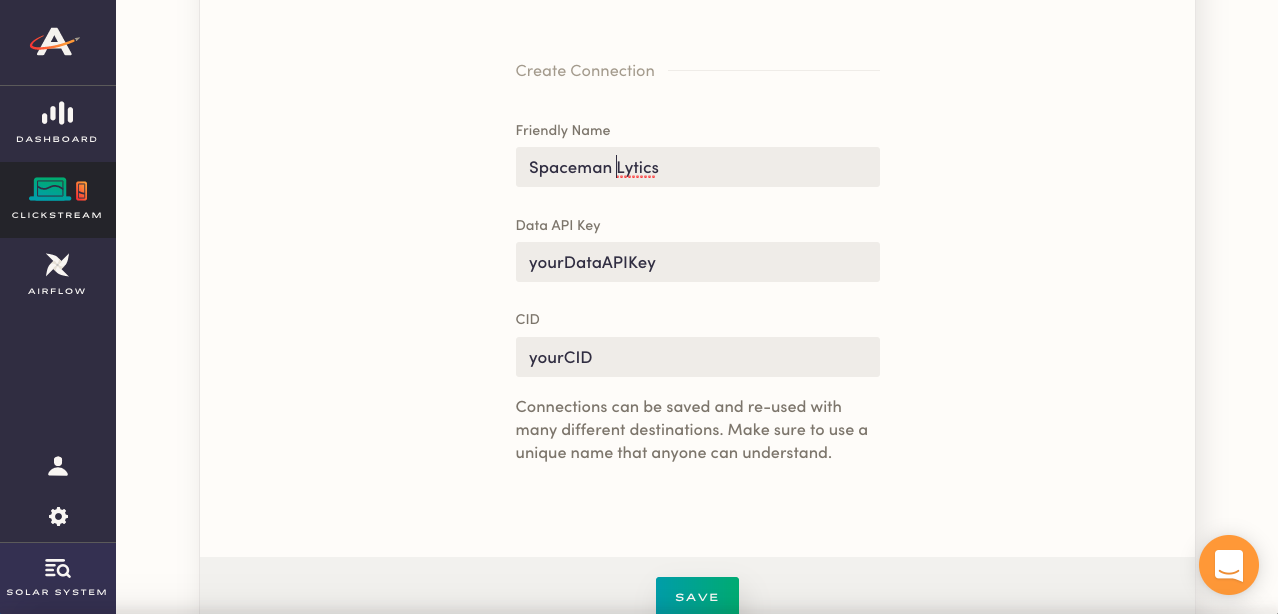 DASHBOARD
CLICKSTREAM
AIRFLOW
SOLAR SYSTEM
Create Connection
Friendly Name
Spaceman Lytics
Data API Key
yourDataAPIKey
CID
yourCID
Connections can be saved and re-used with
many different destinations. Make sure to use a
unique name that anyone can understand.
SAVE